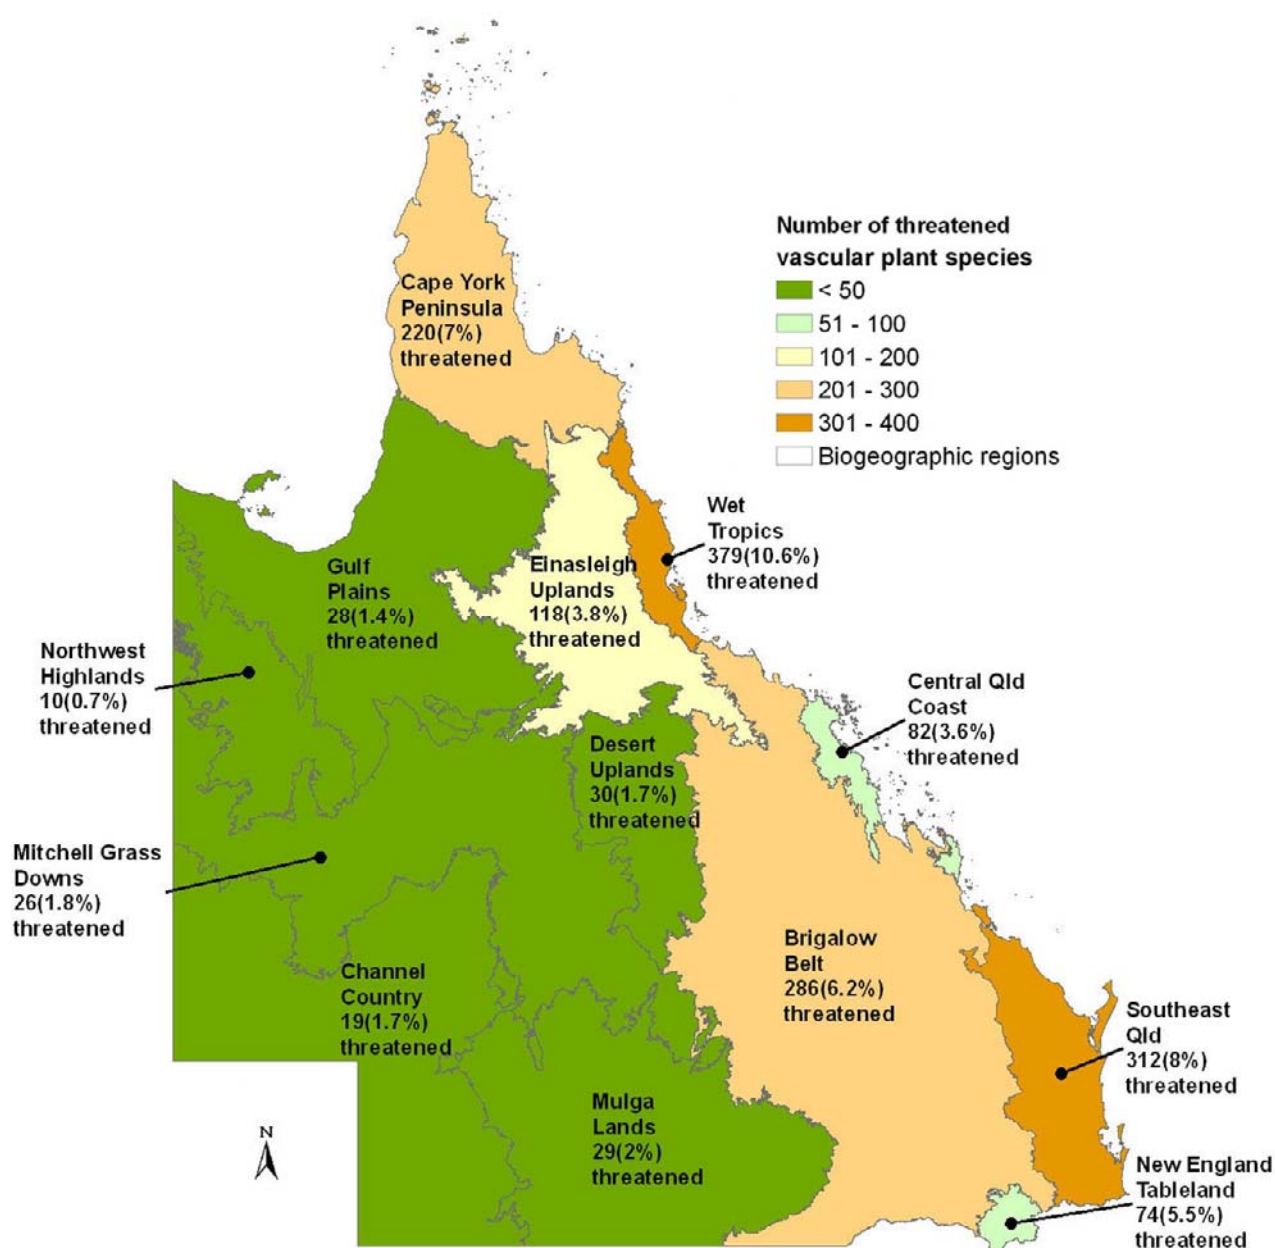 Number of threatened
vascular plant species
< 50
51 - 100
101 - 200
201 - 300
301 - 400
Biogeographic regions
Cape York
Peninsula
220(7%)
threatened
Wet
Tropics
379(10.6%)
threatened
Gulf
Plains
28(1.4%)
threatened
Einasleigh
Uplands
118(3.8%)
threatened
Northwest
Highlands
10(0.7%)
threatened
Central Qld
Coast
82(3.6%)
threatened
Desert
Uplands
30(1.7%)
threatened
Mitchell Grass
Downs
26(1.8%)
threatened
Brigalow
Belt
286(6.2%)
threatened
Channel
Country
19(1.7%)
threatened
Southeast
Qld
312(8%)
threatened
Mulga
Lands
29(2%)
threatened
N
New England
Tableland
74(5.5%)
threatened